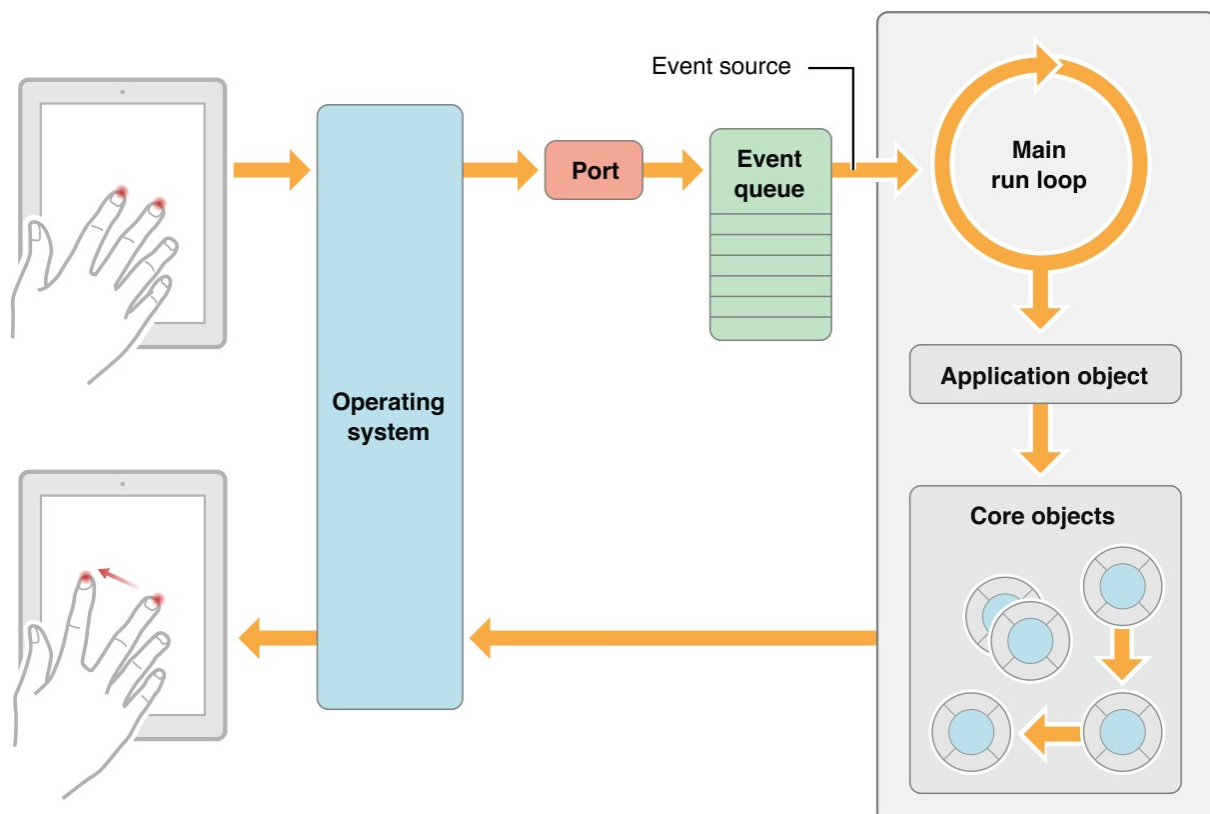 Event source
Port
Event
queue
Main
run loop
Application object
Operating
system
Core objects